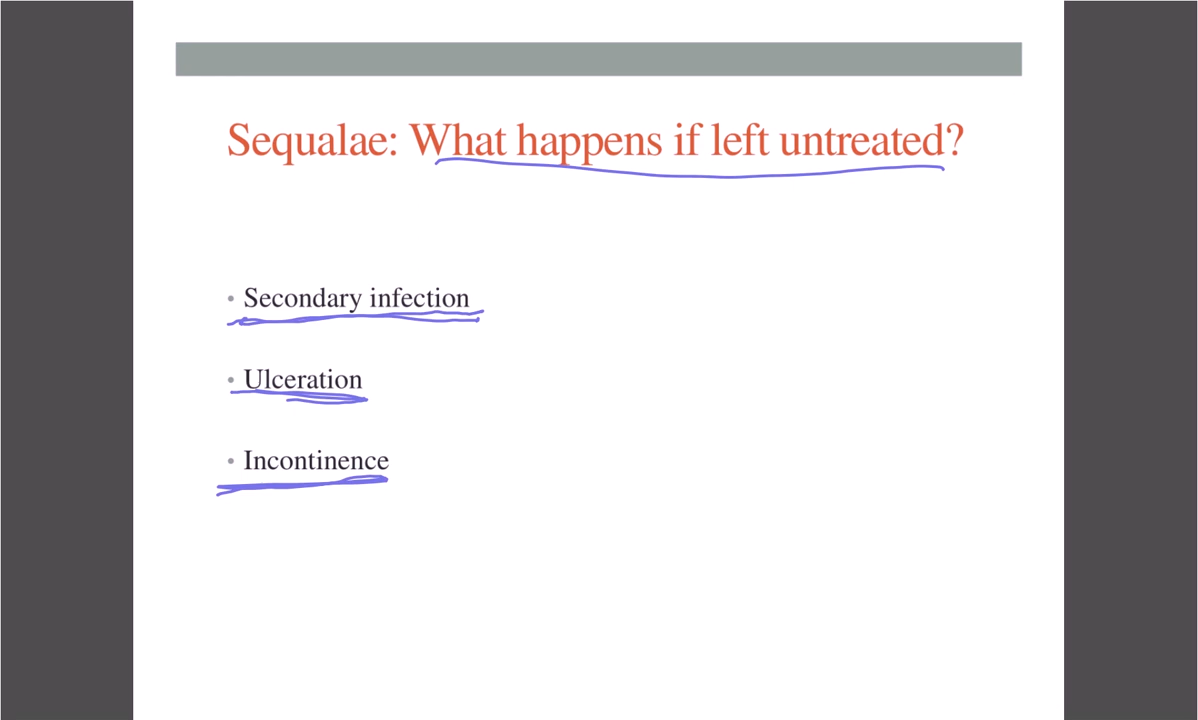 Sequalae: What happens if left untreated?
• Secondary infection
• Ulceration
• Incontinence